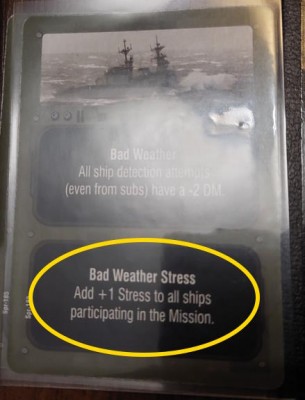 Bad Weather
All ship detection attempts
(even from subs) have a -2 DM.
Bad Weather Stress
Add +1 Stress to all ships
participating in the Mission.